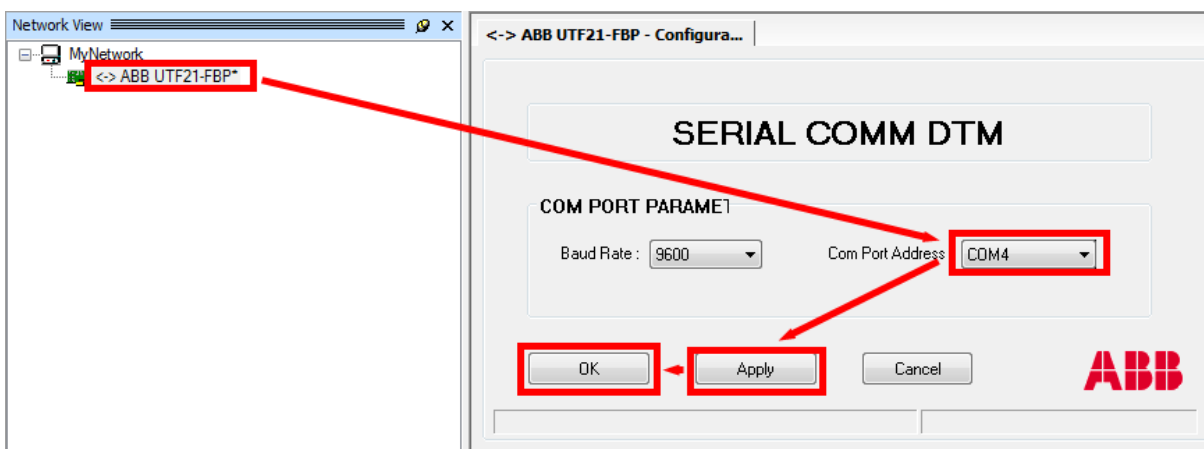 Network View
MyNetwork
<-> ABB UTF21-FBP*
<-> ABB UTF21-FBP - Configura...
SERIAL COMM DTM
COM PORT PARAMET
Baud Rate : 9600
Com Port Address COM4
OK
Apply
Cancel
ABB